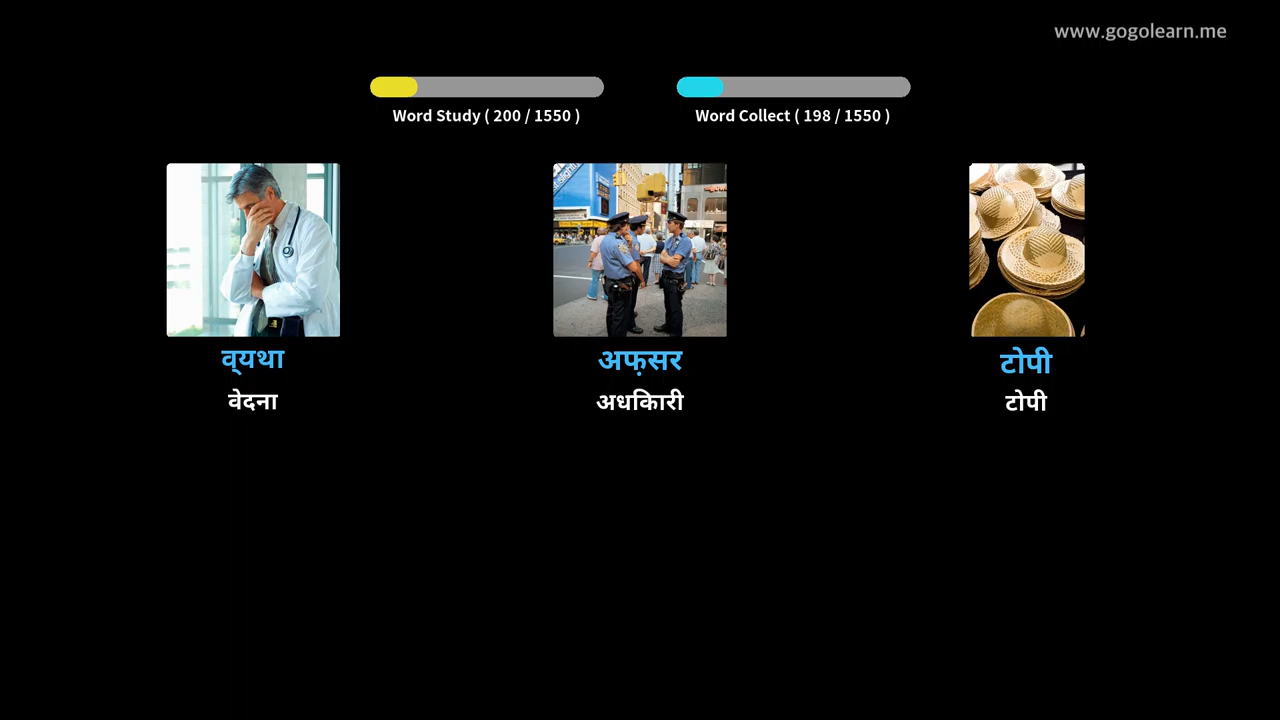 www.gogolearn.me
Word Study ( 200 / 1550 )
Word Collect ( 198 / 1550 )
व्यथा
अफ़सर
टोपी
वेदना
अधिकारी
टोपी